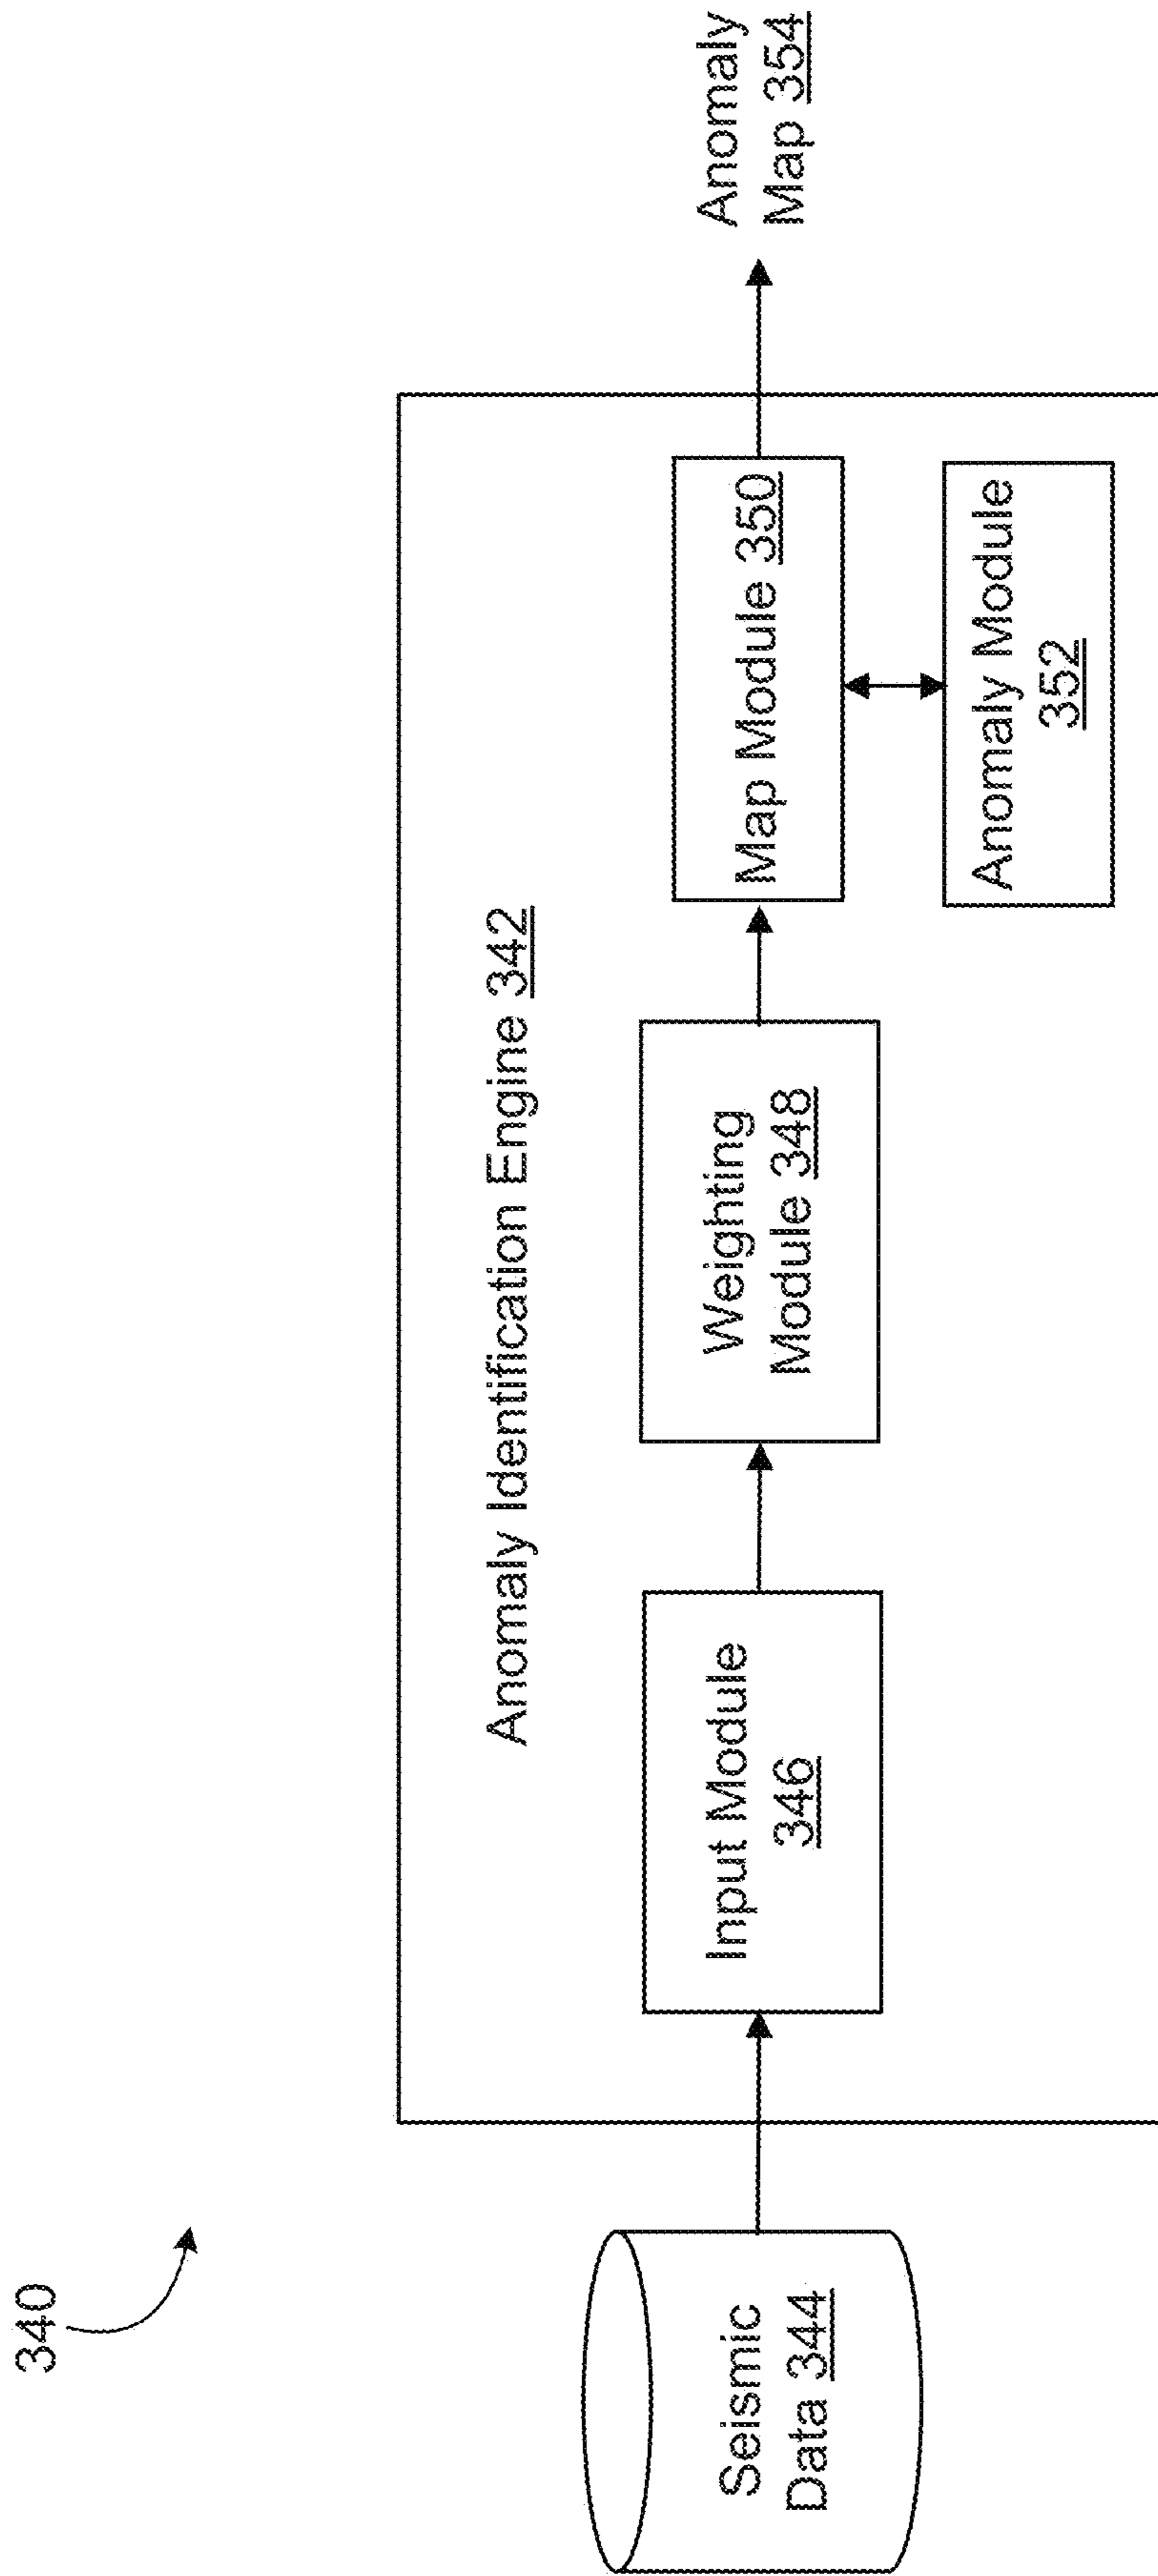 340
Anomaly Identification Engine 342
Seismic
Data 344
Input Module
346
Weighting
Module 348
Map Module 350
Anomaly Module
352
Anomaly
Map 354